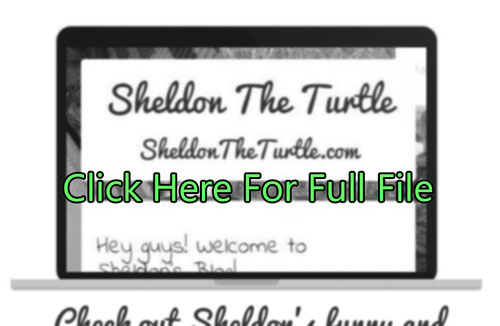 Sheldon The Turtle
SheldonTheTurtle.com
Click Here For Full File
Hey guys! Welcome to
Sheldon's Blog!
Check out Sheldon's funny and